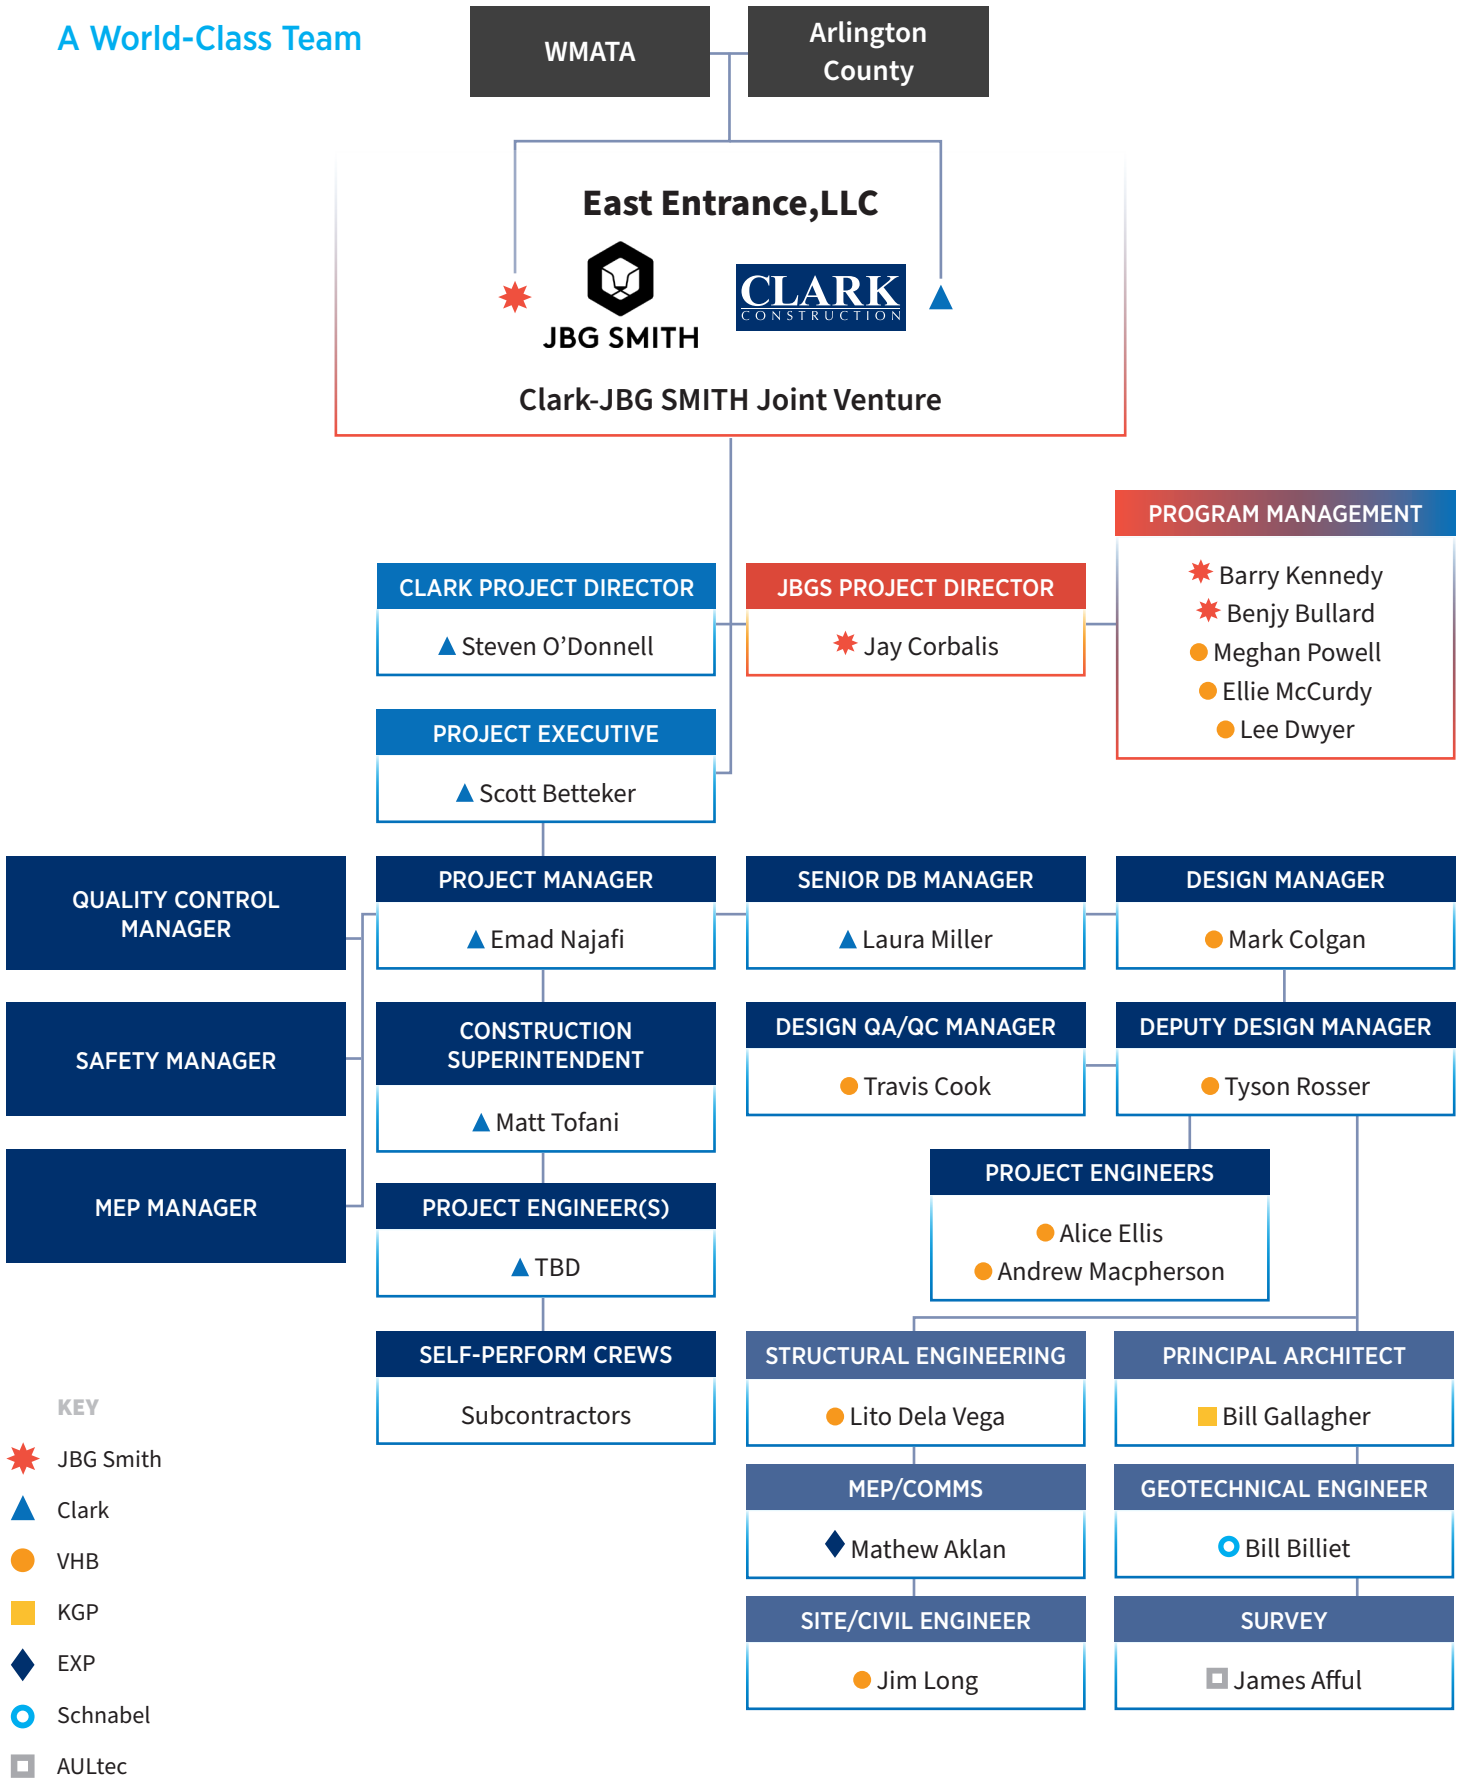 A World-Class Team
WMATA
Arlington
County
East Entrance,LLC
JBG SMITH
CLARK
CONSTRUCTION
Clark-JBG SMITH Joint Venture
PROGRAM MANAGEMENT
Barry Kennedy
Benjy Bullard
Meghan Powell
Ellie McCurdy
Lee Dwyer
CLARK PROJECT DIRECTOR
Steven O’Donnell
JBGS PROJECT DIRECTOR
Jay Corbalis
PROJECT EXECUTIVE
Scott Betteker
QUALITY CONTROL
MANAGER
PROJECT MANAGER
Emad Najafi
SENIOR DB MANAGER
Laura Miller
DESIGN MANAGER
Mark Colgan
SAFETY MANAGER
CONSTRUCTION
SUPERINTENDENT
Matt Tofani
DESIGN QA/QC MANAGER
Travis Cook
DEPUTY DESIGN MANAGER
Tyson Rosser
MEP MANAGER
PROJECT ENGINEER(S)
TBD
PROJECT ENGINEERS
Alice Ellis
Andrew Macpherson
SELF-PERFORM CREWS
Subcontractors
STRUCTURAL ENGINEERING
Lito Dela Vega
PRINCIPAL ARCHITECT
Bill Gallagher
MEP/COMMS
Mathew Aklan
GEOTECHNICAL ENGINEER
Bill Billiet
SITE/CIVIL ENGINEER
Jim Long
SURVEY
James Afful
KEY
JBG Smith
Clark
VHB
KGP
EXP
Schnabel
AULtec